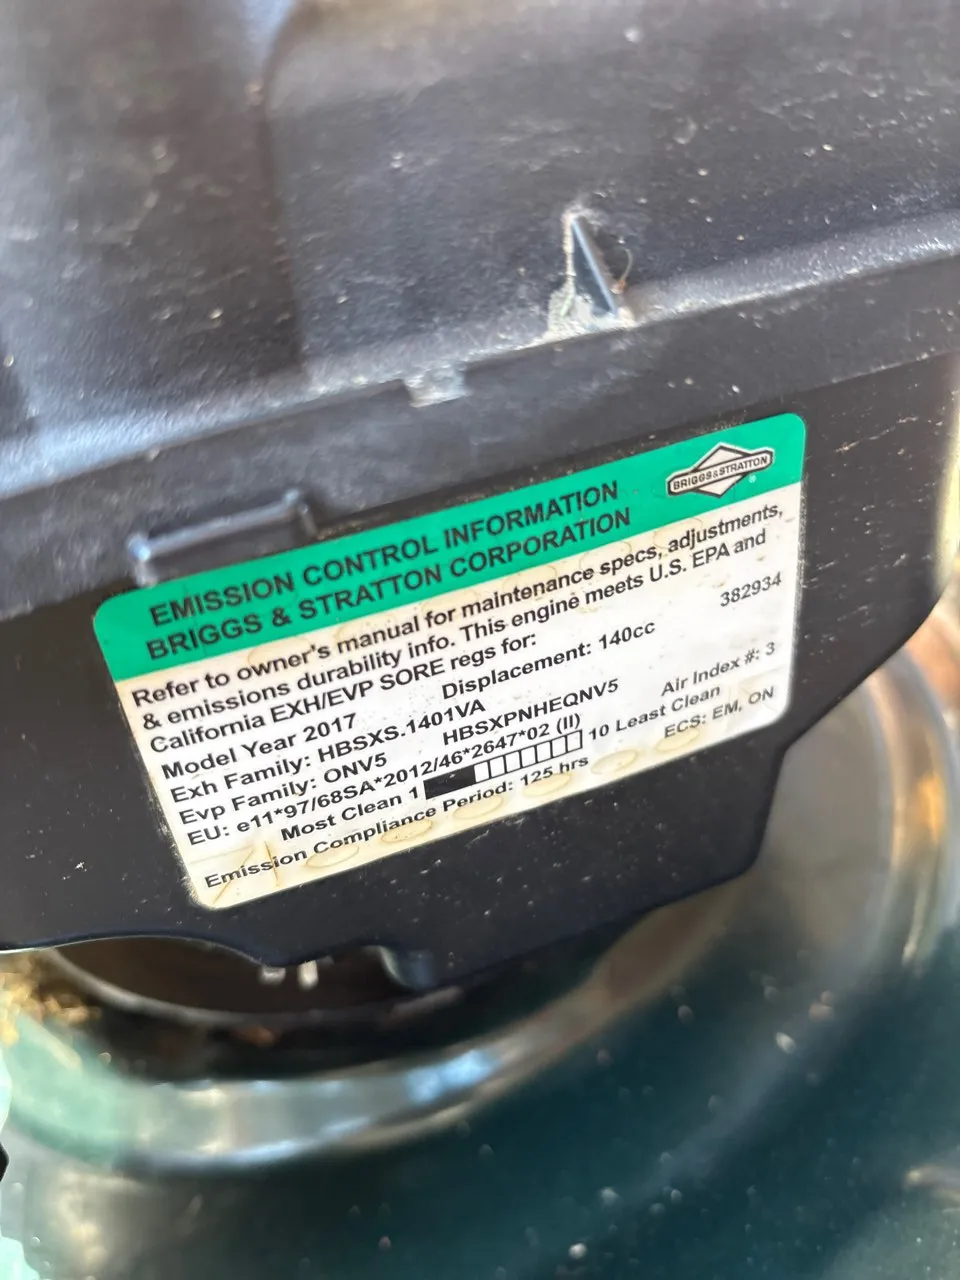 EMISSION CONTROL INFORMATION
BRIGGS & STRATTON CORPORATION
BRIGGS&STRATTON
Refer to owner's manual for maintenance specs, adjustments,
& emissions durability info. This engine meets U.S. EPA and
California EXH/EVP SORE regs for:
382934
Model Year 2017 Displacement: 140cc
Exh Family: HBSXS.1401VA
Evp Family: ONV5 HBSXPNHEQNV5
EU: e11*97/68SA*2012/46*2647*02 (II)
Air Index #: 3
Most Clean 1 10 Least Clean
Emission Compliance Period: 125 hrs
ECS: EM, ON